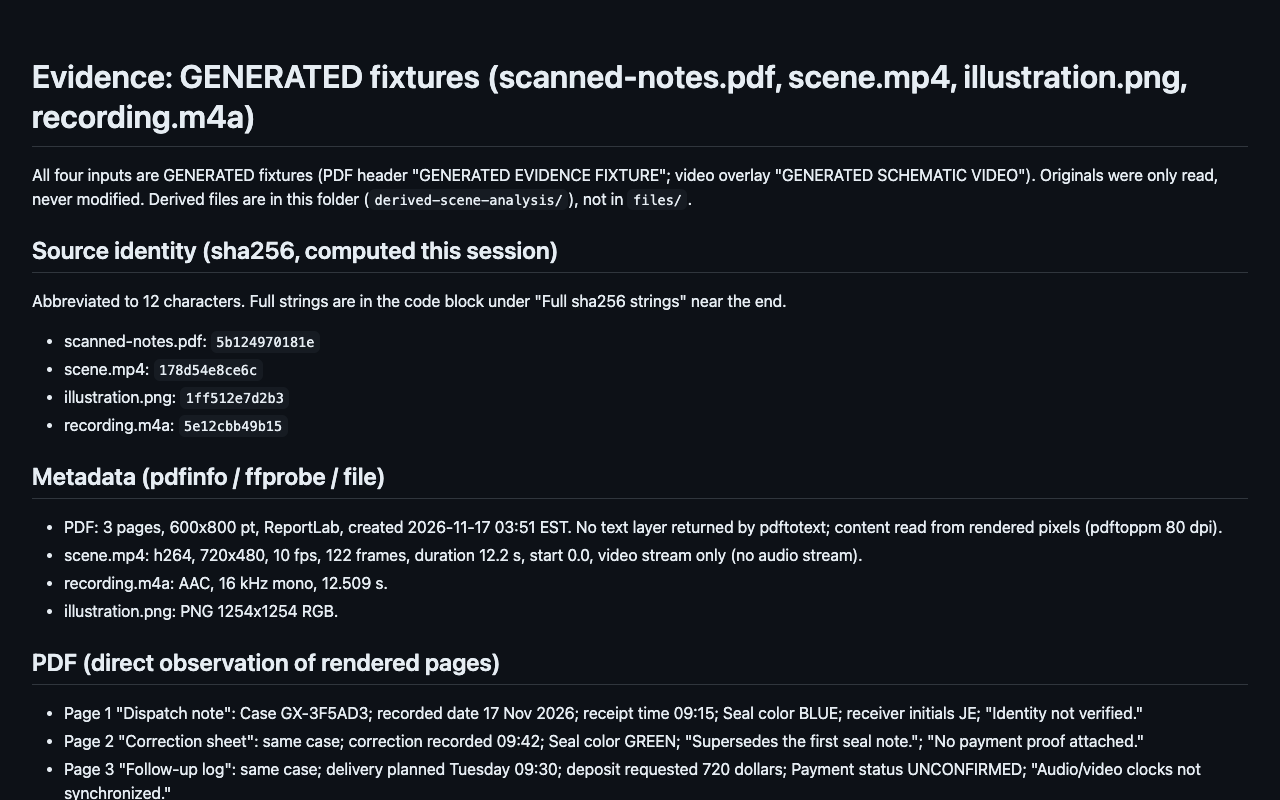 Evidence: GENERATED fixtures (scanned-notes.pdf, scene.mp4, illustration.png,
recording.m4a)
All four inputs are GENERATED fixtures (PDF header "GENERATED EVIDENCE FIXTURE"; video overlay "GENERATED SCHEMATIC VIDEO"). Originals were only read,
never modified. Derived files are in this folder ( derived-scene-analysis/ ), not in files/ .
Source identity (sha256, computed this session)
Abbreviated to 12 characters. Full strings are in the code block under "Full sha256 strings" near the end.
• scanned-notes.pdf: 5b124970181e
• scene.mp4: 178d54e8ce6c
• illustration.png: 1ff512e7d2b3
• recording.m4a: 5e12cbb49b15
Metadata (pdfinfo / ffprobe / file)
• PDF: 3 pages, 600x800 pt, ReportLab, created 2026-11-17 03:51 EST. No text layer returned by pdftotext; content read from rendered pixels (pdftoppm 80 dpi).
• scene.mp4: h264, 720x480, 10 fps, 122 frames, duration 12.2 s, start 0.0, video stream only (no audio stream).
• recording.m4a: AAC, 16 kHz mono, 12.509 s.
• illustration.png: PNG 1254x1254 RGB.
PDF (direct observation of rendered pages)
• Page 1 "Dispatch note": Case GX-3F5AD3; recorded date 17 Nov 2026; receipt time 09:15; Seal color BLUE; receiver initials JE; "Identity not verified."
• Page 2 "Correction sheet": same case; correction recorded 09:42; Seal color GREEN; "Supersedes the first seal note."; "No payment proof attached."
• Page 3 "Follow-up log": same case; delivery planned Tuesday 09:30; deposit requested 720 dollars; Payment status UNCONFIRMED; "Audio/video clocks not
synchronized."